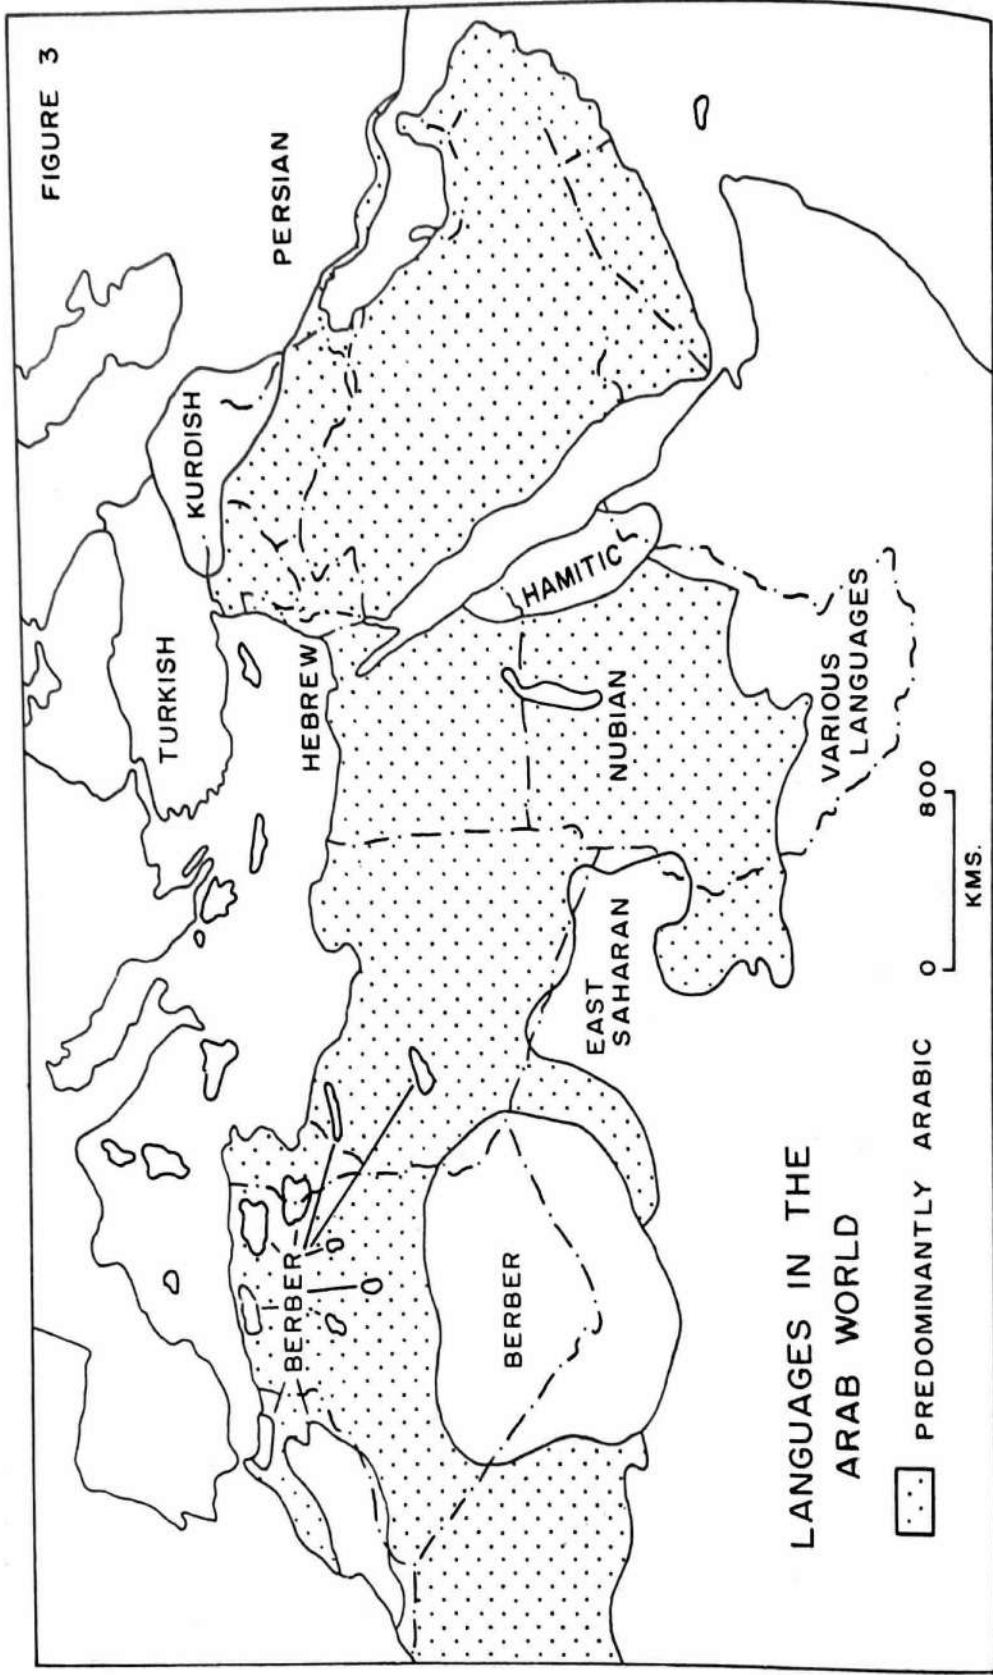 FIGURE 3
TURKISH
KURDISH
PERSIAN
HEBREW
BERBER
BERBER
EAST
SAHARAN
NUBIAN
HAMITIC
VARIOUS
LANGUAGES
LANGUAGES IN THE
ARAB WORLD
PREDOMINANTLY ARABIC
0 800
KMS.